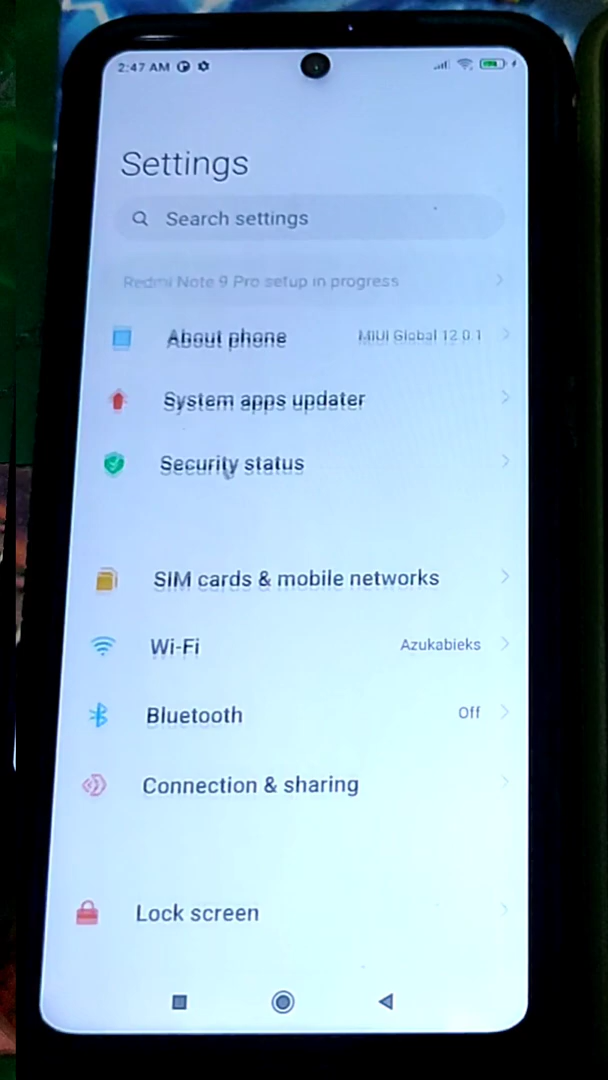 2:47 AM
Settings
Search settings
Redmi Note 9 Pro setup in progress
About phone MIUI Global 12.0.1
System apps updater
Security status
SIM cards & mobile networks
Wi-Fi Azukabieks
Bluetooth Off
Connection & sharing
Lock screen